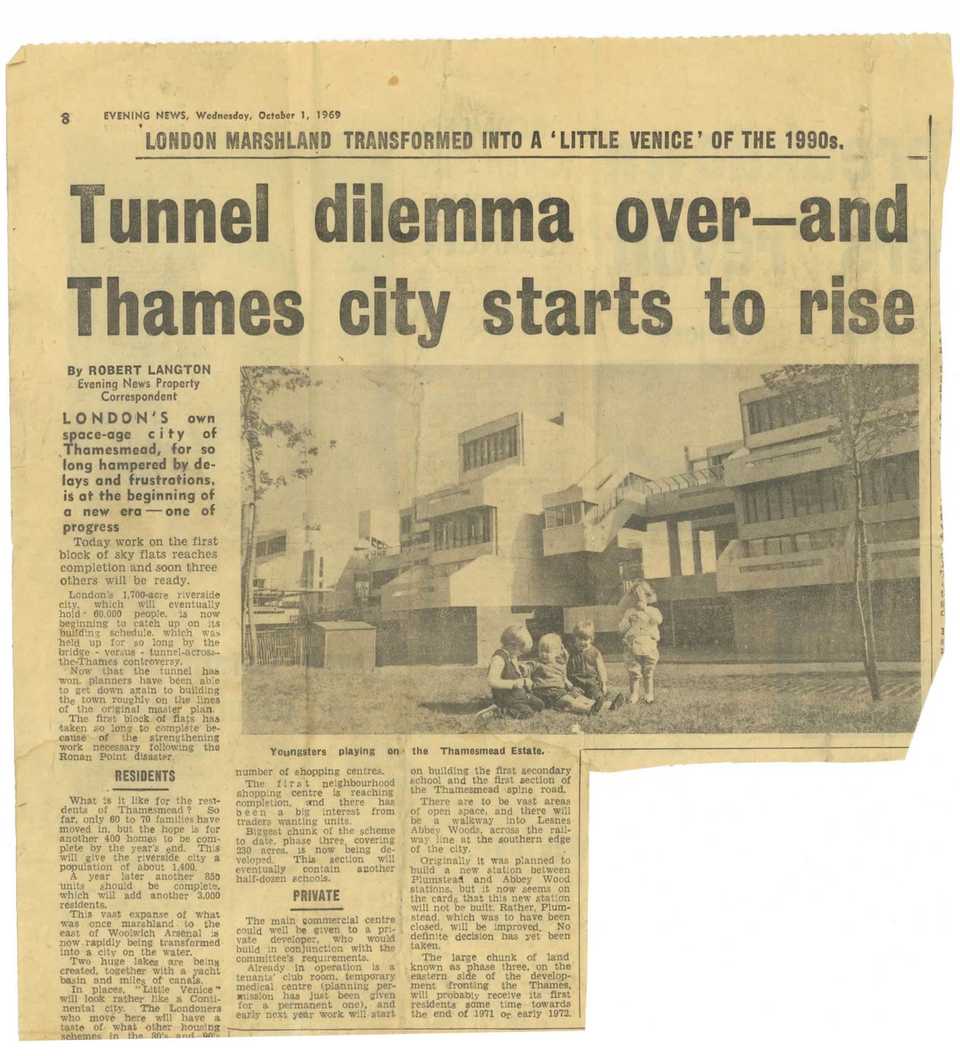 8 EVENING NEWS, Wednesday, October 1, 1969
LONDON MARSHLAND TRANSFORMED INTO A 'LITTLE VENICE' OF THE 1990s.
Tunnel dilemma over—and
Thames city starts to rise
By ROBERT LANGTON
Evening News Property
Correspondent
LONDON'S own
space-age city of
Thamesmead, for so
long hampered by de-
lays and frustrations,
is at the beginning of
a new era—one of
progress
Today work on the first
block of sky flats reaches
completion and soon three
others will be ready.
London's 1,700-acre riverside
city, which will eventually
hold 60,000 people, is now
beginning to catch up on its
building schedule, which was
held up for so long by the
bridge - versus - tunnel-across-
the-Thames controversy.
Now that the tunnel has
won, planners have been able
to get down again to building
the town roughly on the lines
of the original master plan.
The first block of flats has
taken so long to complete be-
cause of the strengthening
work necessary following the
Ronan Point disaster.
RESIDENTS
What is it like for the resi-
dents of Thamesmead? So
far, only 60 to 70 families have
moved in, but the hope is for
another 400 homes to be com-
plete by the year's end. This
will give the riverside city a
population of about 1,400.
A year later another 850
units should be complete,
which will add another 3,000
residents.
This vast expanse of what
was once marshland to the
east of Woolwich Arsenal is
now rapidly being transformed
into a city on the water.
Two huge lakes are being
created, together with a yacht
basin and miles of canals.
In places, "Little Venice"
will look rather like a Conti-
nental city. The Londoners
who move here will have a
taste of what other housing
schemes in the 80's and 90's
Youngsters playing on the Thamesmead Estate.
number of shopping centres.
The first neighbourhood
shopping centre is reaching
completion, and there has
been a big interest from
traders wanting units.
Biggest chunk of the scheme
to date, phase three, covering
230 acres, is now being de-
veloped. This section will
eventually contain another
half-dozen schools.
PRIVATE
The main commercial centre
could well be given to a pri-
vate developer, who would
build in conjunction with the
committee's requirements.
Already in operation is a
tenants' club room, temporary
medical centre (planning per-
mission has just been given
for a permanent one), and
early next year work will start
on building the first secondary
school and the first section of
the Thamesmead spine road.
There are to be vast areas
of open space, and there will
be a walkway into Lesnes
Abbey Woods, across the rail-
way line at the southern edge
of the city.
Originally it was planned to
build a new station between
Plumstead and Abbey Wood
stations, but it now seems on
the cards that this new station
will not be built. Rather, Plum-
stead, which was to have been
closed, will be improved. No
definite decision has yet been
taken.
The large chunk of land
known as phase three, on the
eastern side of the develop-
ment fronting the Thames,
will probably receive its first
residents some time towards
the end of 1971 or early 1972.